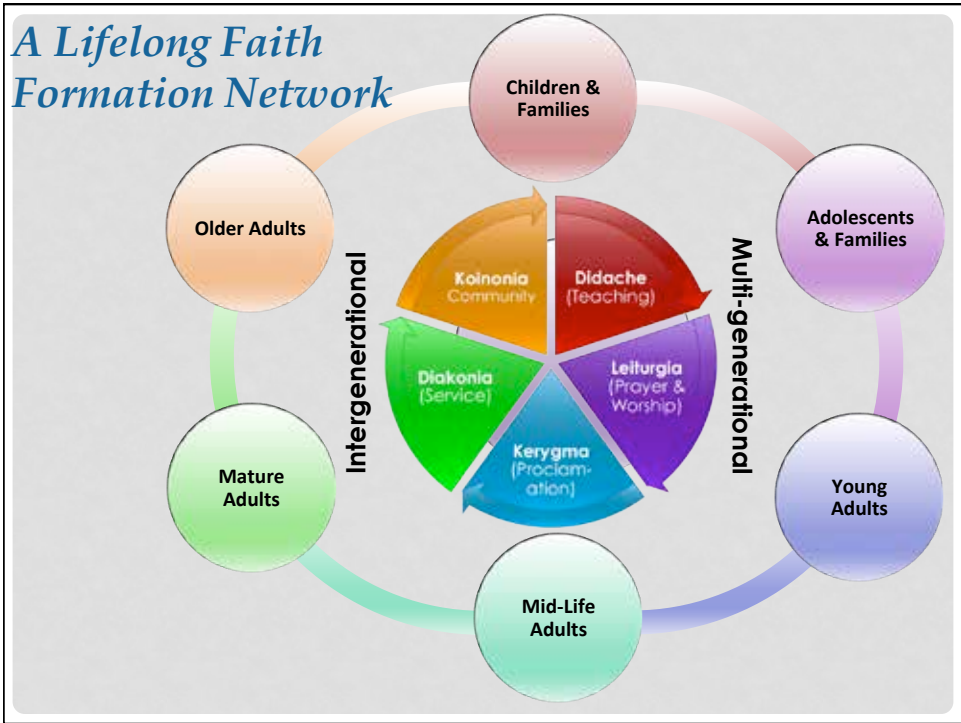 A Lifelong Faith
Formation Network
Children &
Families
Older Adults
Adolescents
& Families
Koinonia
Community
Didache
(Teaching)
Intergenerational
Multi-generational
Diakonia
(Service)
Leiturgia
(Prayer &
Worship)
Kerygma
(Proclam-
ation)
Mature
Adults
Young
Adults
Mid-Life
Adults